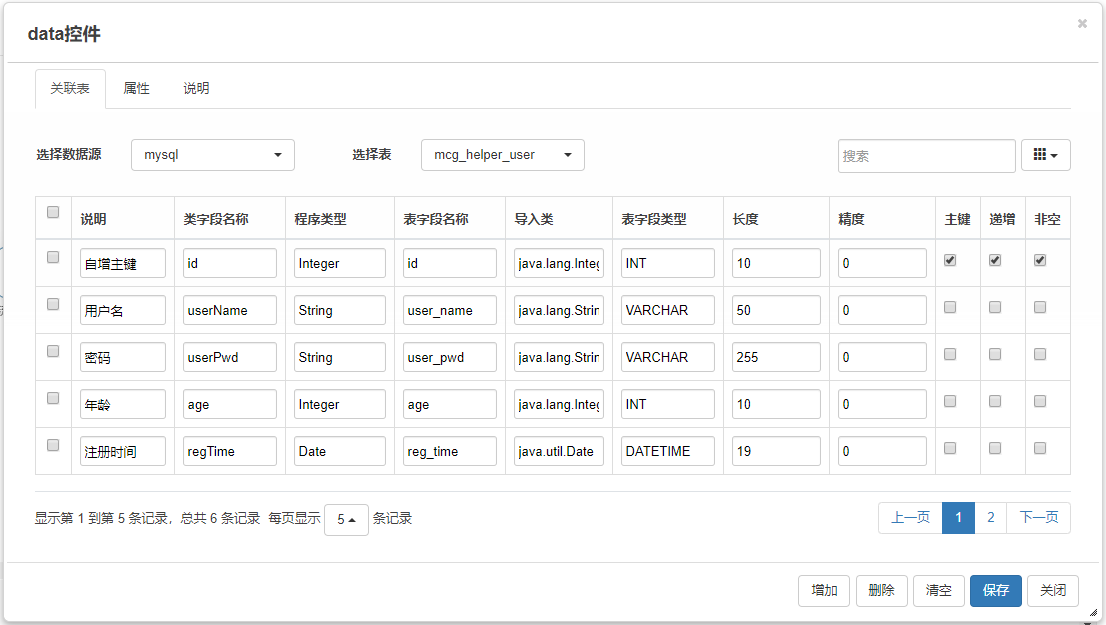 data控件
×
关联表 属性 说明
选择数据源 mysql 选择表 mcg_helper_user 搜索
说明 类字段名称 程序类型 表字段名称 导入类 表字段类型 长度 精度 主键 递增 非空
自增主键 id Integer id java.lang.Integ INT 10 0
用户名 userName String user_name java.lang.Strin VARCHAR 50 0
密码 userPwd String user_pwd java.lang.Strin VARCHAR 255 0
年龄 age Integer age java.lang.Integ INT 10 0
注册时间 regTime Date reg_time java.util.Date DATETIME 19 0
显示第 1 到第 5 条记录，总共 6 条记录 每页显示 5 条记录 上一页 1 2 下一页
增加 删除 清空 保存 关闭